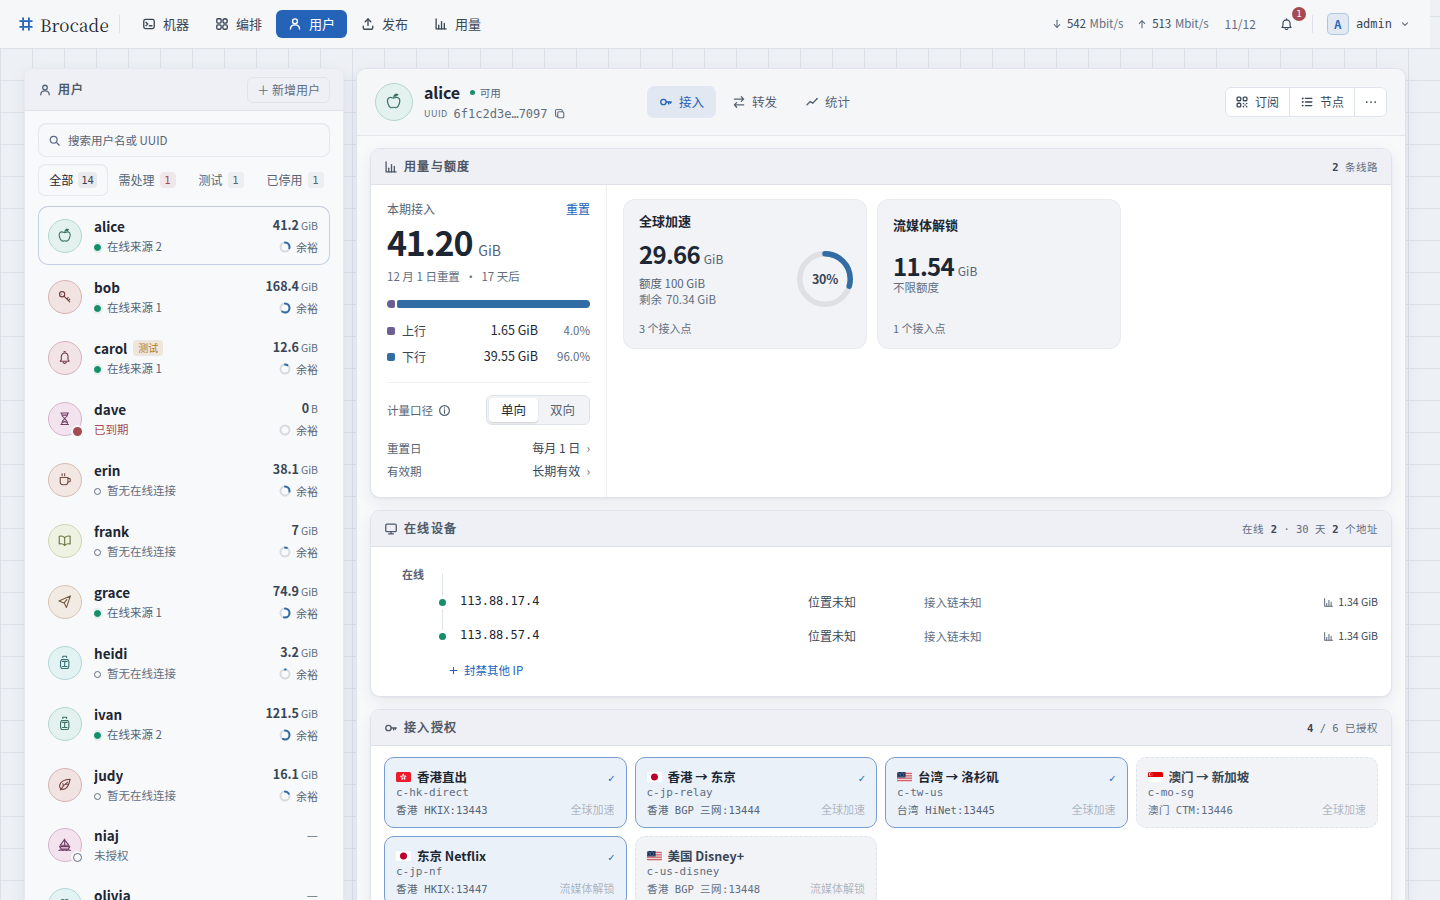 Brocade
机器
编排
用户
发布
用量
↓ 542 Mbit/s
↑ 513 Mbit/s
11/12
1
A admin
用户
+ 新增用户
搜索用户名或 UUID
全部 14
需处理 1
测试 1
已停用 1
alice 41.2 GiB
在线来源 2 余裕
bob 168.4 GiB
在线来源 1 余裕
carol 测试 12.6 GiB
在线来源 1 余裕
dave 0 B
已到期 余裕
erin 38.1 GiB
暂无在线连接 余裕
frank 7 GiB
暂无在线连接 余裕
grace 74.9 GiB
在线来源 1 余裕
heidi 3.2 GiB
暂无在线连接 余裕
ivan 121.5 GiB
在线来源 2 余裕
judy 16.1 GiB
暂无在线连接 余裕
niaj —
未授权
olivia —
alice 可用
UUID 6f1c2d3e…7097
接入
转发
统计
订阅
节点
···
用量与额度
2 条线路
本期接入 重置
41.20 GiB
12 月 1 日重置 · 17 天后
上行 1.65 GiB 4.0%
下行 39.55 GiB 96.0%
计量口径 单向 双向
重置日 每月 1 日 ›
有效期 长期有效 ›
全球加速
29.66 GiB
额度 100 GiB
剩余 70.34 GiB
30%
3 个接入点
流媒体解锁
11.54 GiB
不限额度
1 个接入点
在线设备
在线 2 · 30 天 2 个地址
在线
113.88.17.4 位置未知 接入链未知 1.34 GiB
113.88.57.4 位置未知 接入链未知 1.34 GiB
+ 封禁其他 IP
接入授权
4 / 6 已授权
香港直出 ✓
c-hk-direct
香港 HKIX:13443 全球加速
香港 → 东京 ✓
c-jp-relay
香港 BGP 三网:13444 全球加速
台湾 → 洛杉矶 ✓
c-tw-us
台湾 HiNet:13445 全球加速
澳门 → 新加坡
c-mo-sg
澳门 CTM:13446 全球加速
东京 Netflix ✓
c-jp-nf
香港 HKIX:13447 流媒体解锁
美国 Disney+
c-us-disney
香港 BGP 三网:13448 流媒体解锁